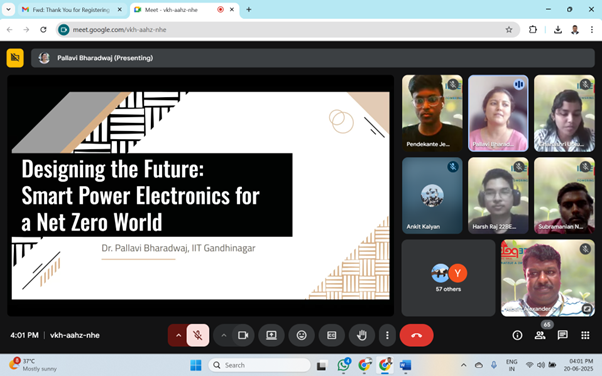 Fwd: Thank You for Registering
Meet - vkh-aahz-nhe
meet.google.com/vkh-aahz-nhe
Pallavi Bharadwaj (Presenting)
Designing the Future:
Smart Power Electronics for
a Net Zero World
Dr. Pallavi Bharadwaj, IIT Gandhinagar
Pendekante Je...
Pallavi Bharad...
Ankit Kalyan
Harsh Raj 22BE...
Subramanian N...
Y
57 others
4:01 PM
vkh-aahz-nhe
65
8
37°C
Mostly sunny
Search
ENG
IN
04:01 PM
20-06-2025